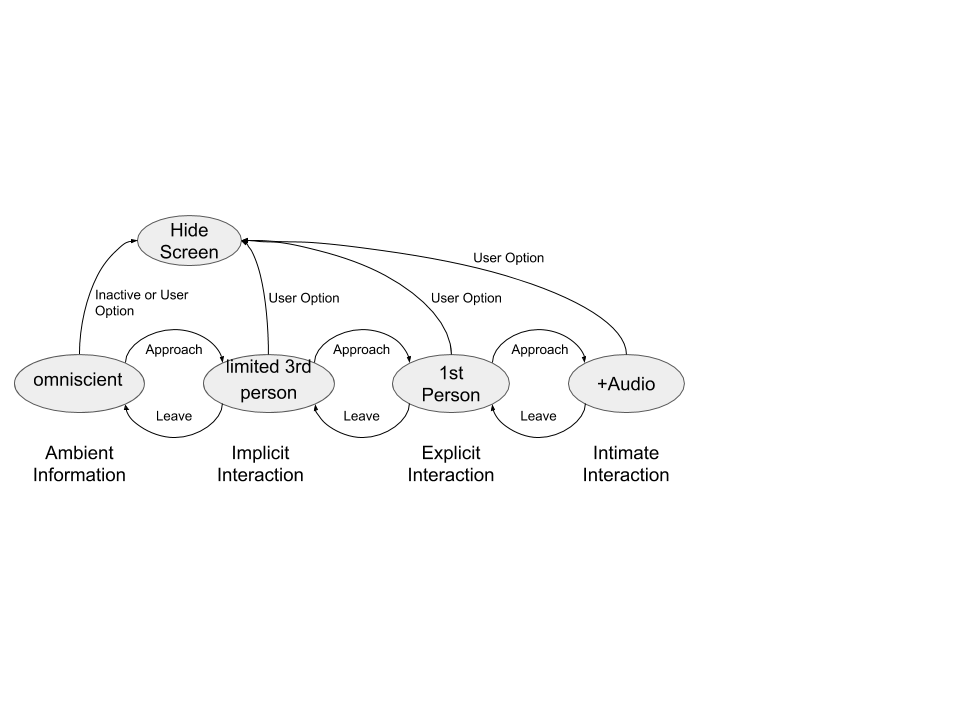 Hide
Screen
User Option
Inactive or User
Option
User Option
User Option
Approach
Approach
Approach
omniscient
limited 3rd
person
1st
Person
+Audio
Leave
Leave
Leave
Ambient
Information
Implicit
Interaction
Explicit
Interaction
Intimate
Interaction